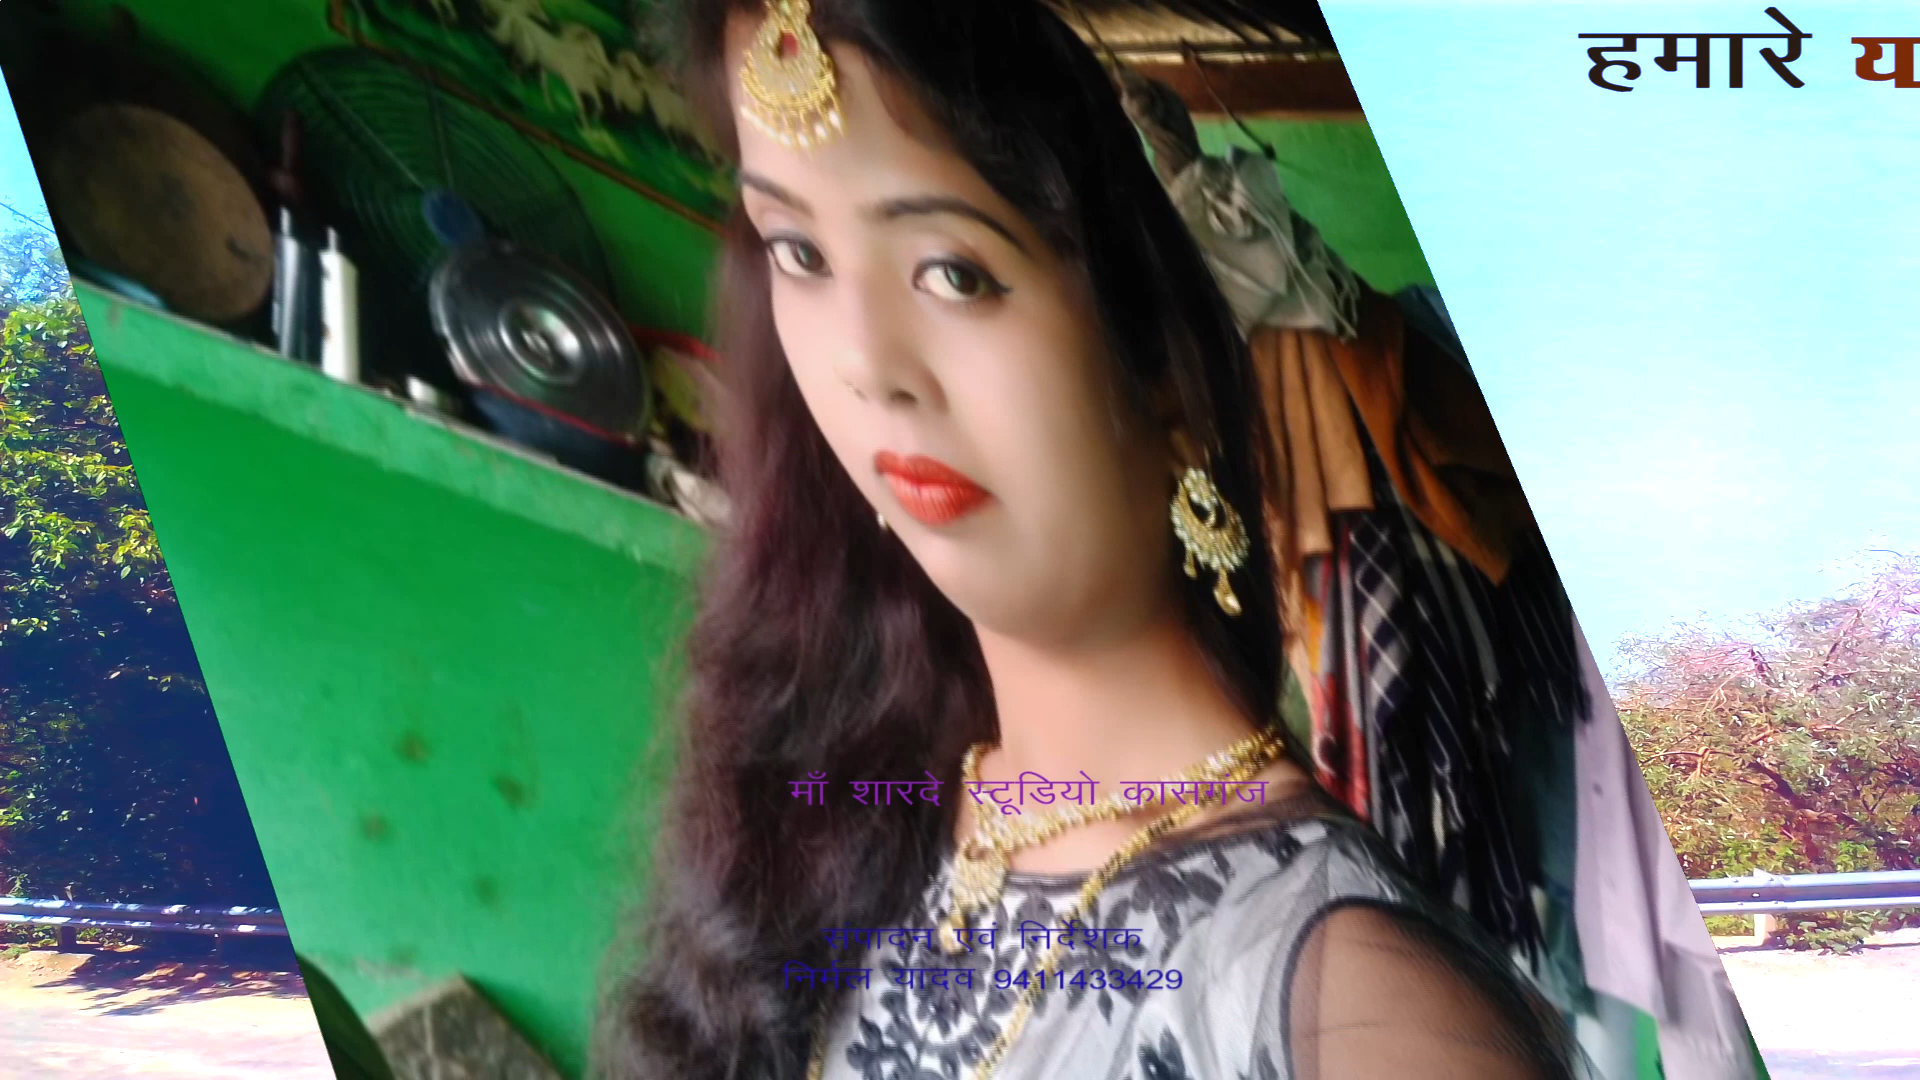 हमारे य
माँ शारदे स्टूडियो कासगंज
संपादन एवं निर्देशक
निर्मल यादव 9411433429